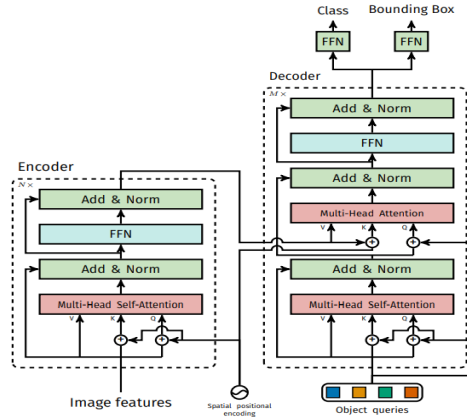 Class
Bounding Box
FFN
FFN
Decoder
M×
Add & Norm
FFN
Add & Norm
Multi-Head Attention
V
K
Q
Add & Norm
Multi-Head Self-Attention
V
K
Q
Object queries
Encoder
N×
Add & Norm
FFN
Add & Norm
Multi-Head Self-Attention
V
K
Q
Image features
Spatial positional
encoding